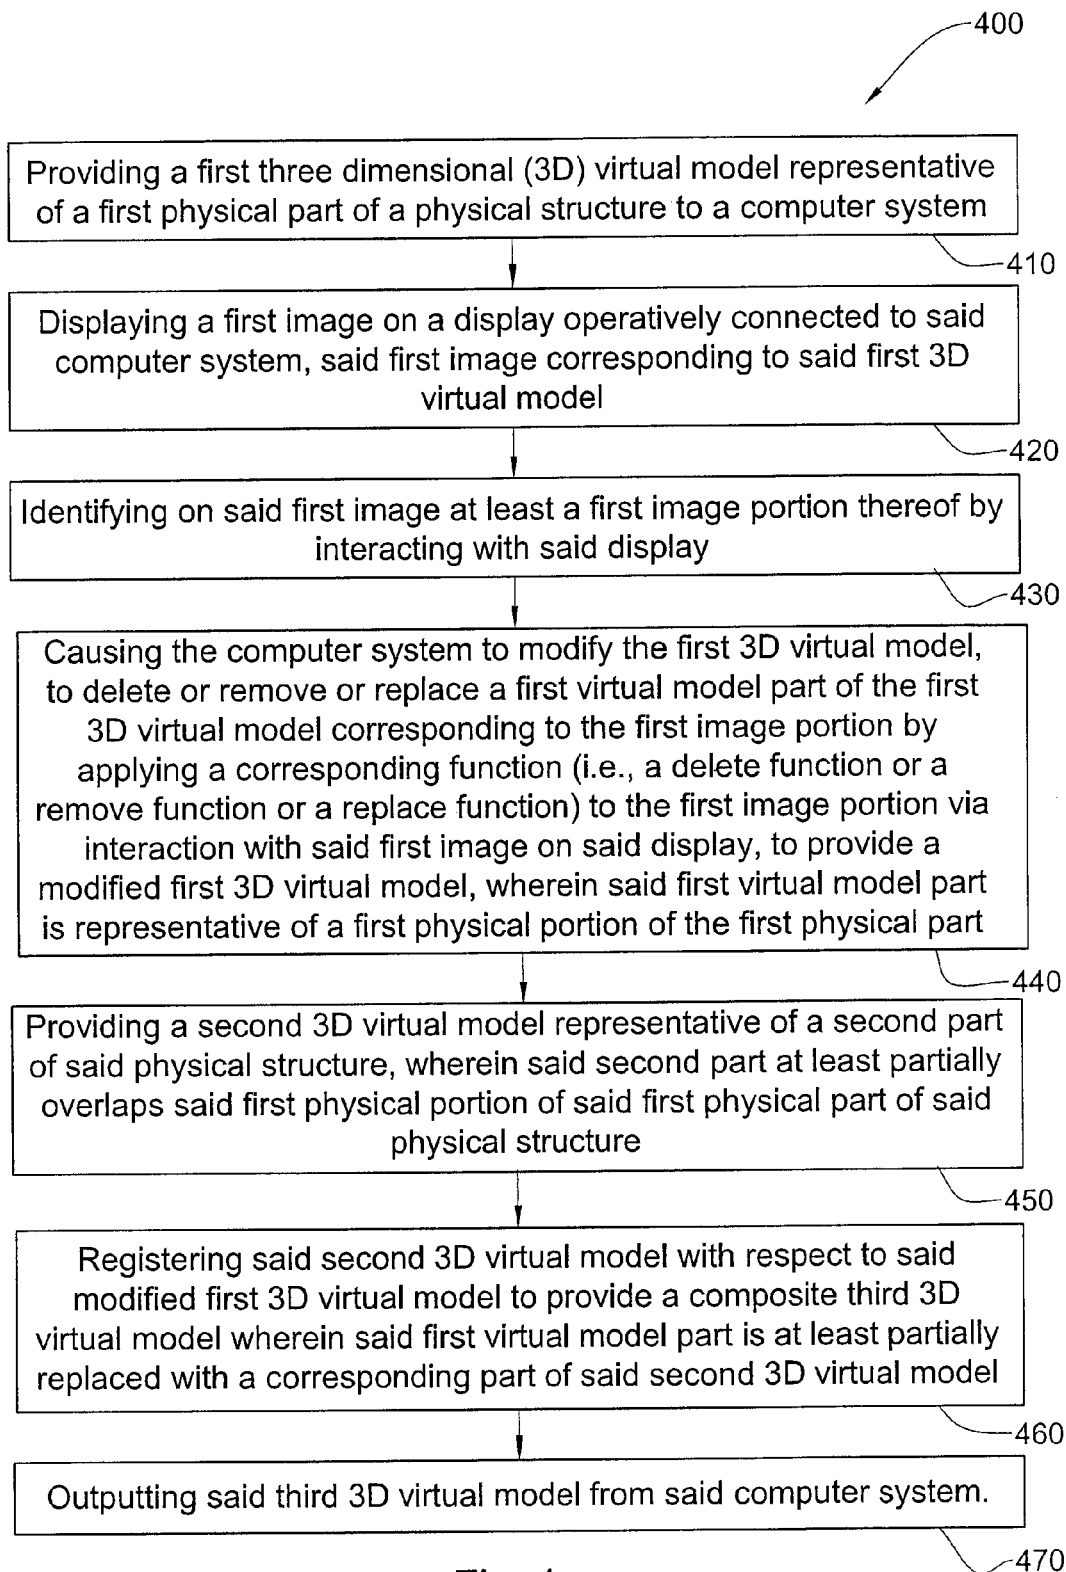 400
Providing a first three dimensional (3D) virtual model representative
of a first physical part of a physical structure to a computer system
410
Displaying a first image on a display operatively connected to said
computer system, said first image corresponding to said first 3D
virtual model
420
Identifying on said first image at least a first image portion thereof by
interacting with said display
430
Causing the computer system to modify the first 3D virtual model,
to delete or remove or replace a first virtual model part of the first
3D virtual model corresponding to the first image portion by
applying a corresponding function (i.e., a delete function or a
remove function or a replace function) to the first image portion via
interaction with said first image on said display, to provide a
modified first 3D virtual model, wherein said first virtual model part
is representative of a first physical portion of the first physical part
440
Providing a second 3D virtual model representative of a second part
of said physical structure, wherein said second part at least partially
overlaps said first physical portion of said first physical part of said
physical structure
450
Registering said second 3D virtual model with respect to said
modified first 3D virtual model to provide a composite third 3D
virtual model wherein said first virtual model part is at least partially
replaced with a corresponding part of said second 3D virtual model
460
Outputting said third 3D virtual model from said computer system.
470